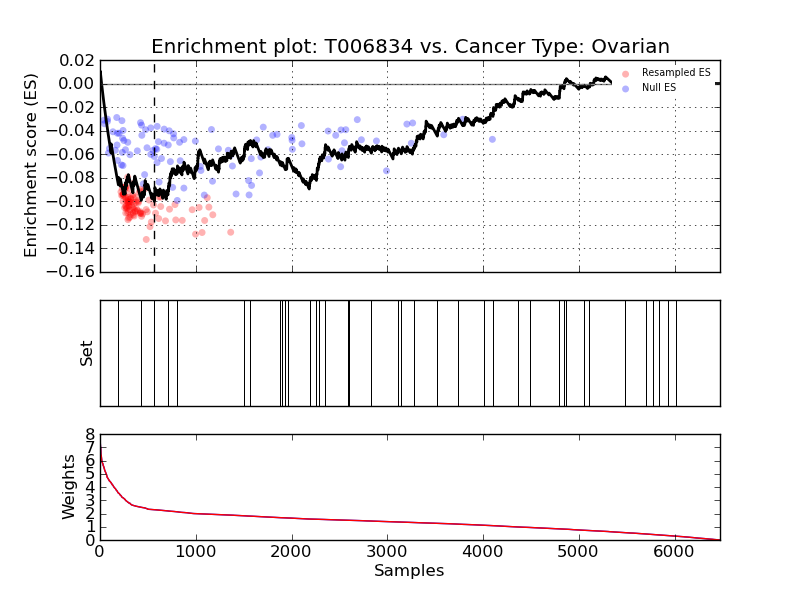 Enrichment plot: T006834 vs. Cancer Type: Ovarian
Enrichment score (ES)
0.02
0.00
−0.02
−0.04
−0.06
−0.08
−0.10
−0.12
−0.14
−0.16
Resampled ES
Null ES
Set
Weights
8
7
6
5
4
3
2
1
0
0 1000 2000 3000 4000 5000 6000
Samples